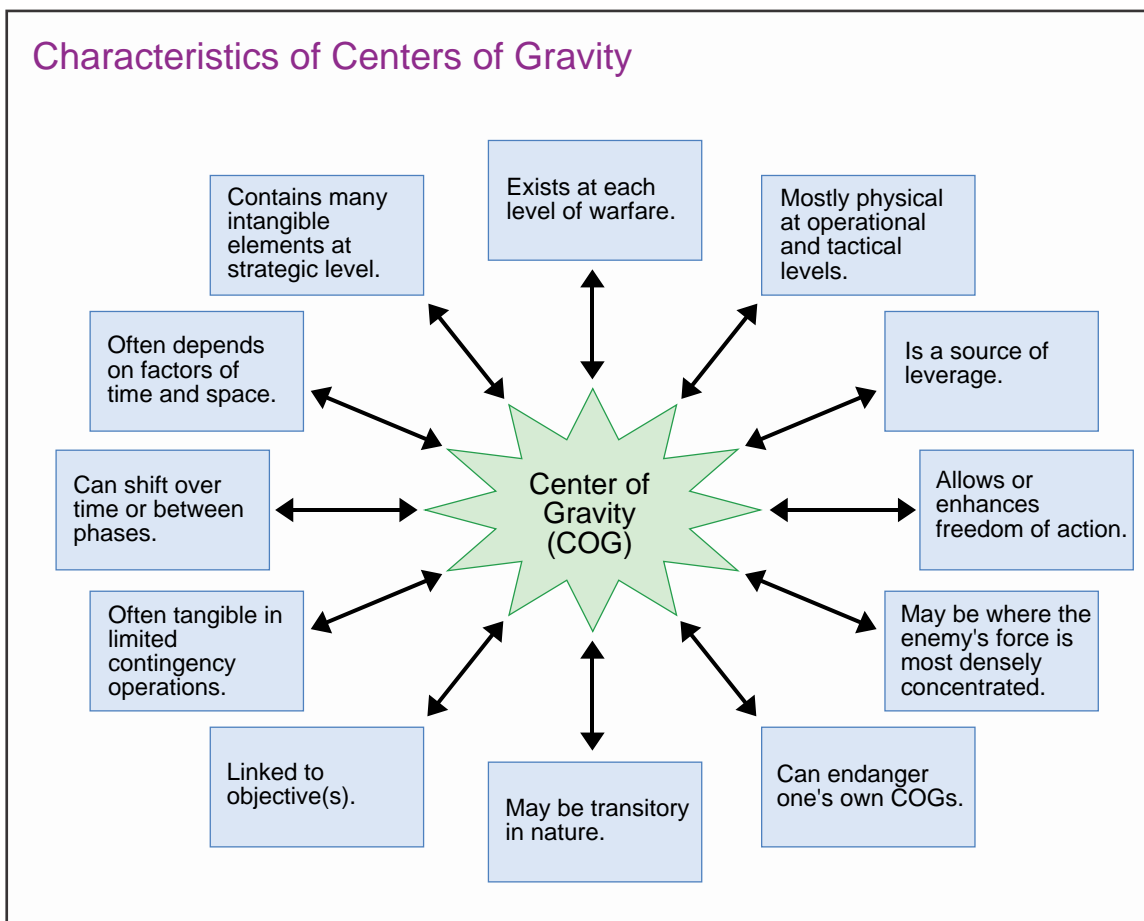 Characteristics of Centers of Gravity
Exists at each
level of warfare.
Mostly physical
at operational
and tactical
levels.
Is a source of
leverage.
Allows or
enhances
freedom of action.
May be where the
enemy's force is
most densely
concentrated.
Can endanger
one's own COGs.
May be transitory
in nature.
Linked to
objective(s).
Often tangible in
limited
contingency
operations.
Can shift over
time or between
phases.
Often depends
on factors of
time and space.
Contains many
intangible
elements at
strategic level.
Center of
Gravity
(COG)